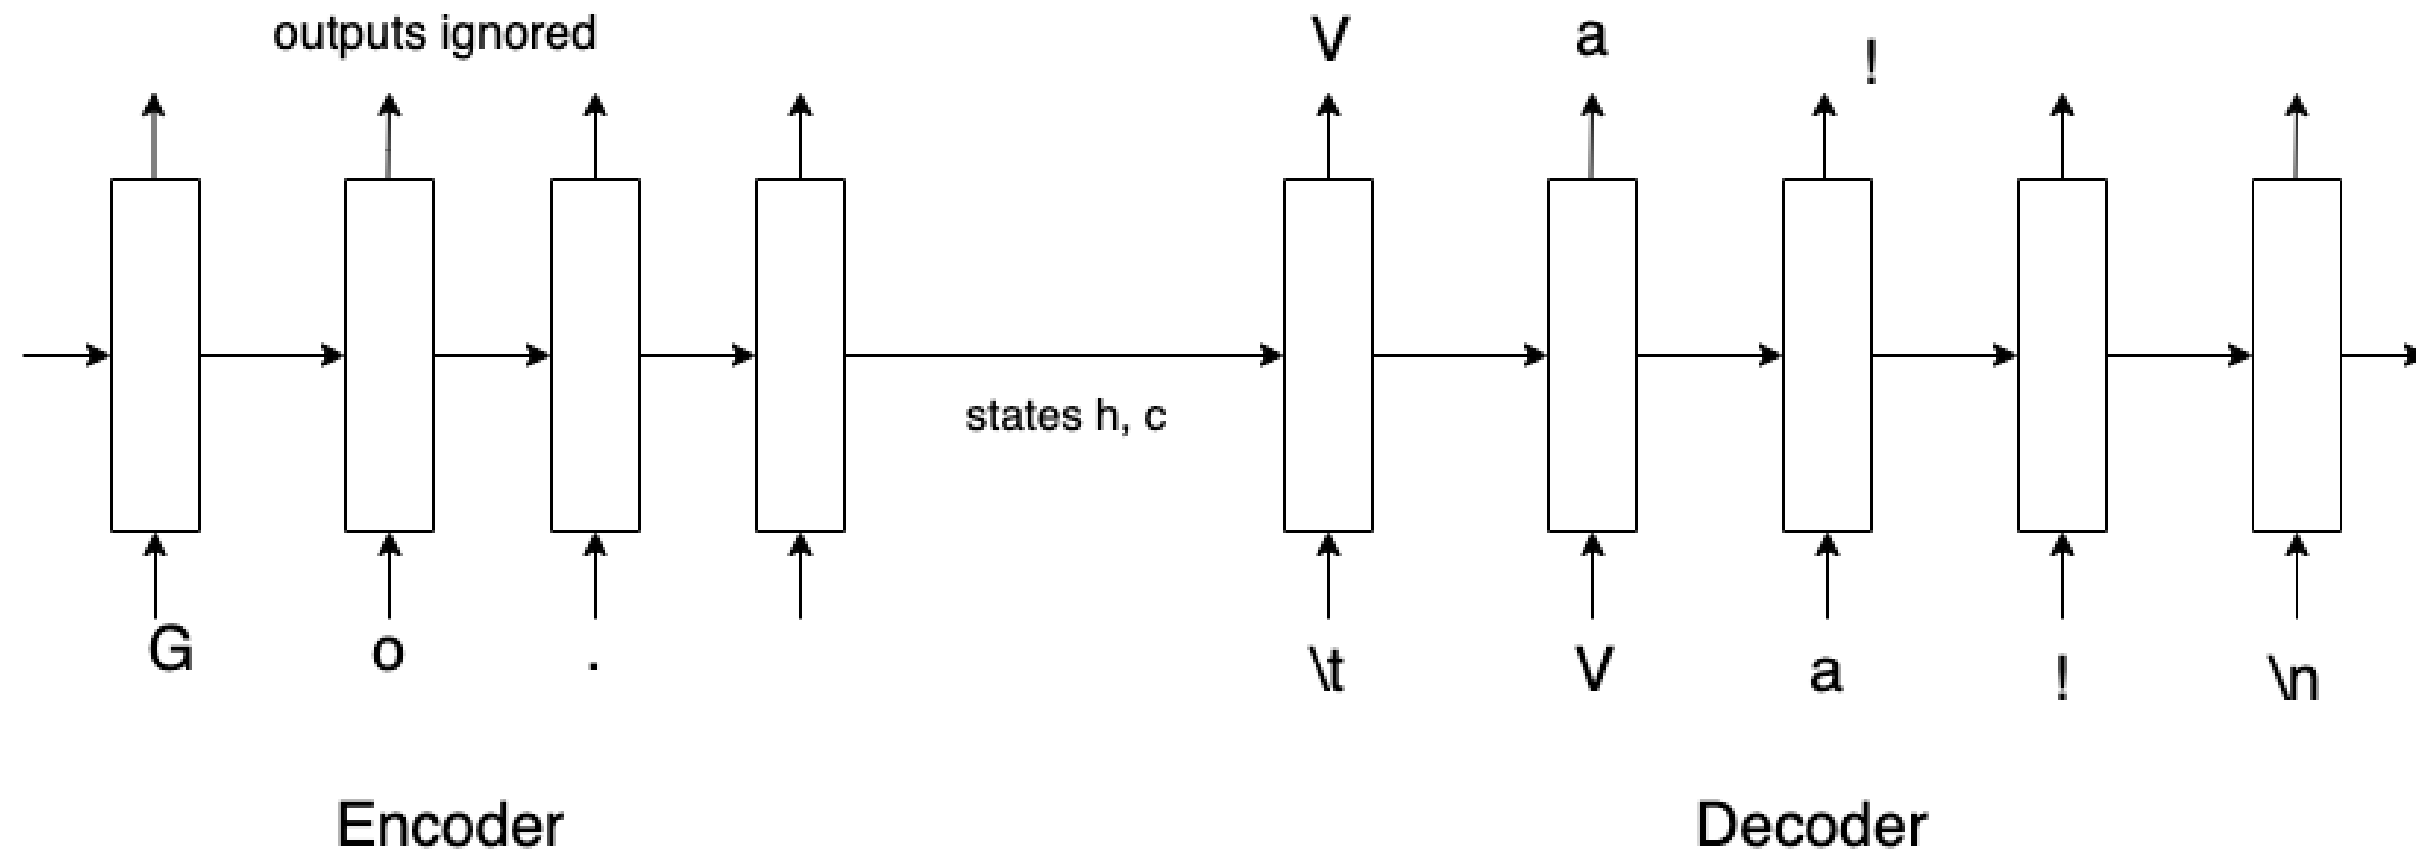 outputs ignored
V a !
states h, c
G o . \t V a ! \n
Encoder Decoder